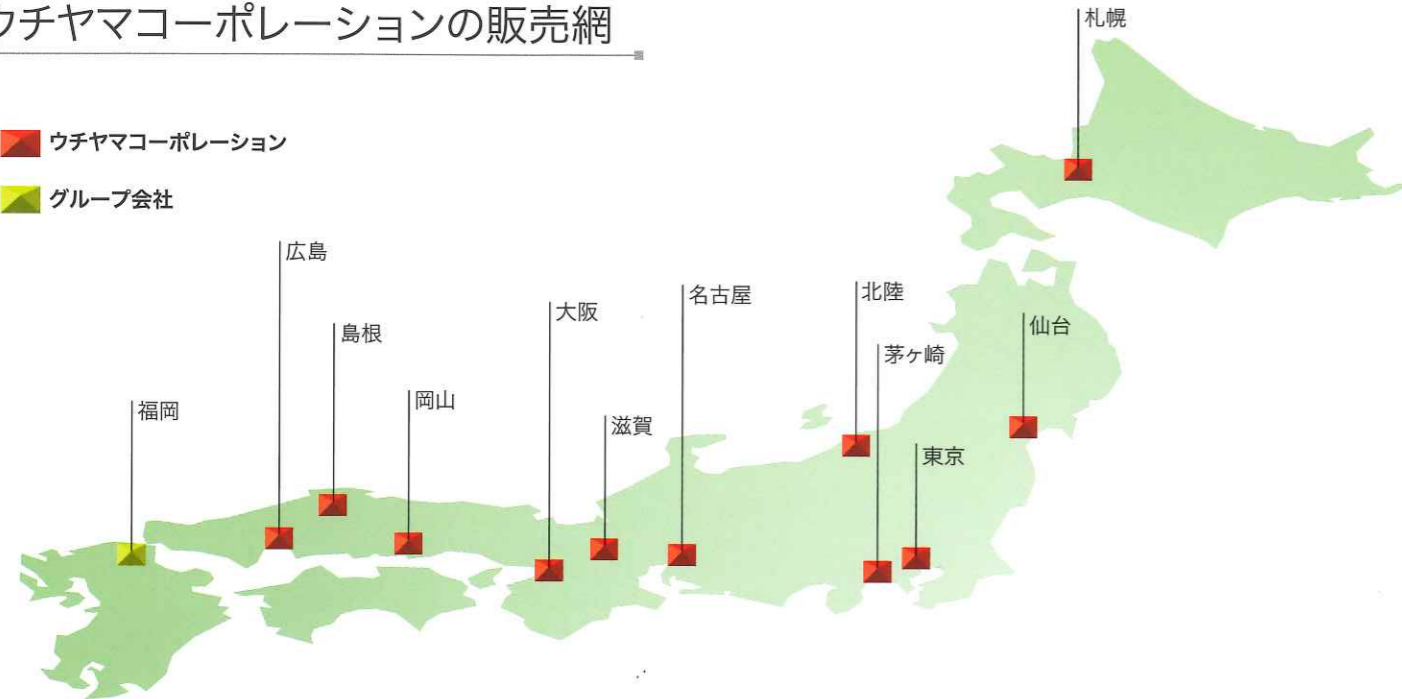 ウチヤマコーポレーションの販売網
札幌
ウチヤマコーポレーション
グループ会社
広島
島根
福岡
岡山
大阪
滋賀
名古屋
北陸
茅ヶ崎
仙台
東京